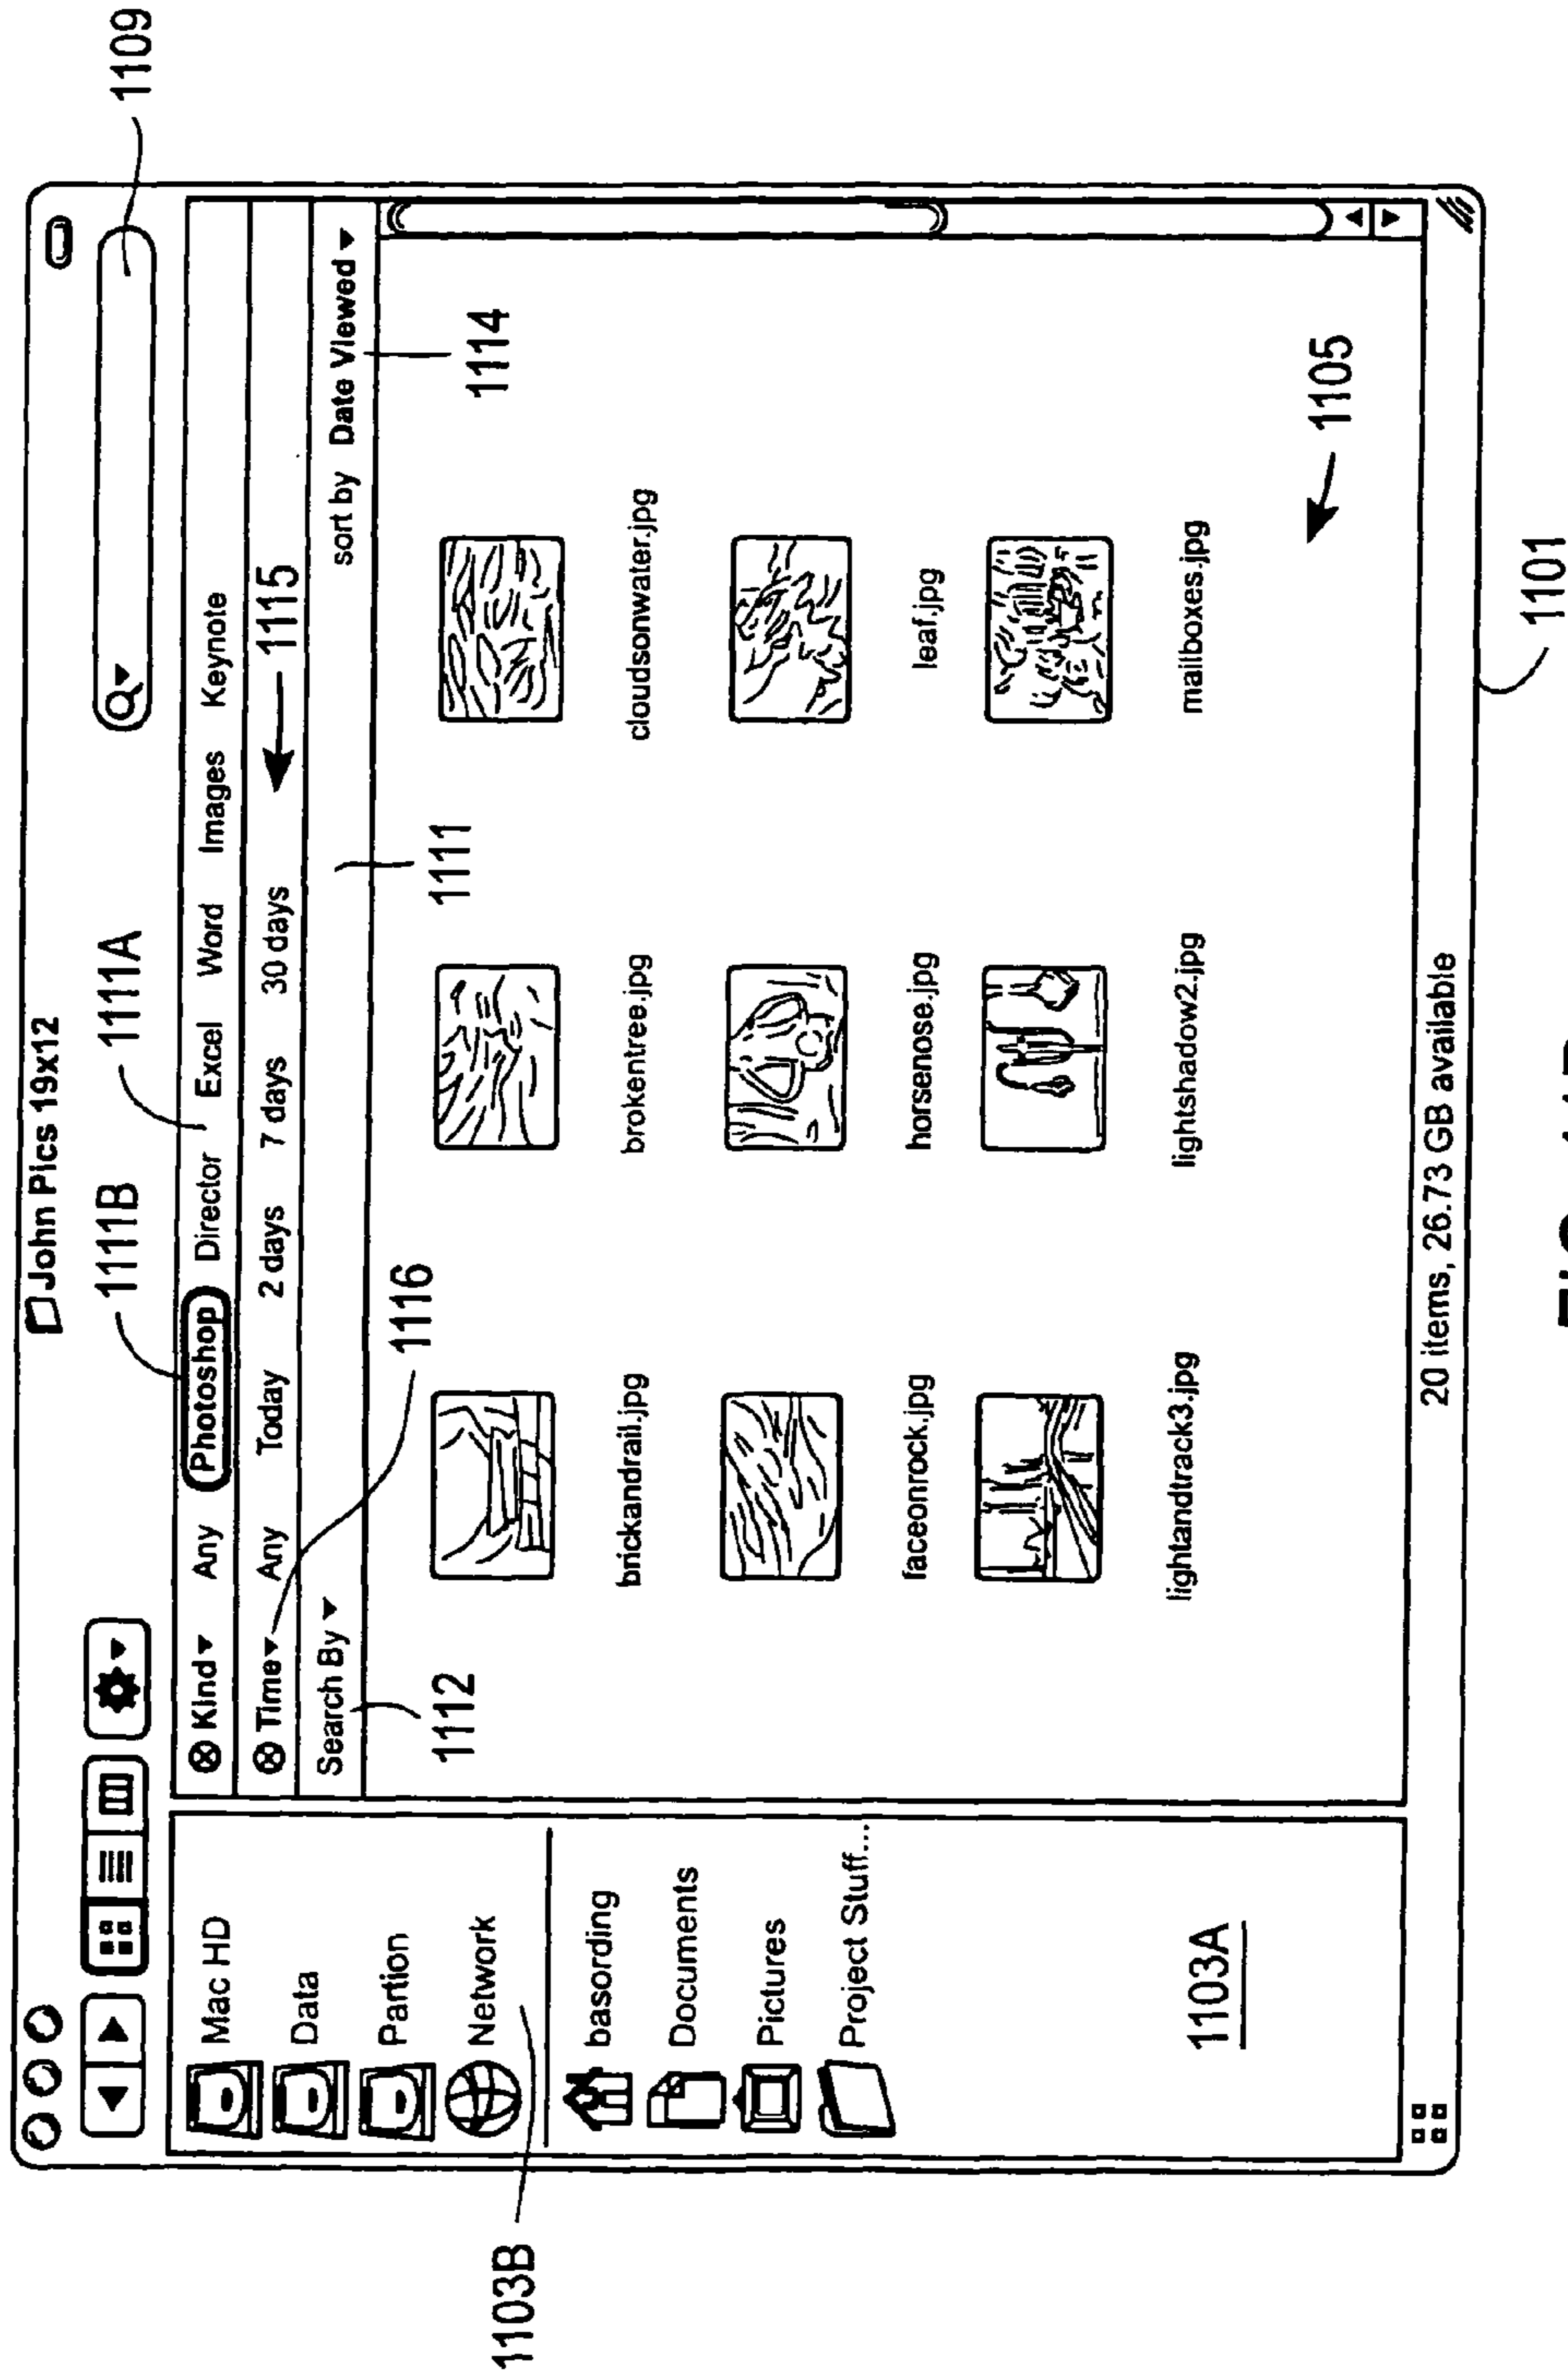 John Pics 19x12
1109
1111B
1111A
Kind Any Photoshop Director Excel Word Images Keynote
Time Any Today 2 days 7 days 30 days
1115
Search By
sort by Date Viewed
1116
1112
1111
1114
Mac HD
Data
Partion
Network
1103B
basording
Documents
Pictures
Project Stuff...
1103A
brickandrail.jpg
brokentree.jpg
cloudsonwater.jpg
faceonrock.jpg
horsenose.jpg
leaf.jpg
lightandtrack3.jpg
lightshadow2.jpg
mailboxes.jpg
1105
20 items, 26.73 GB available
1101